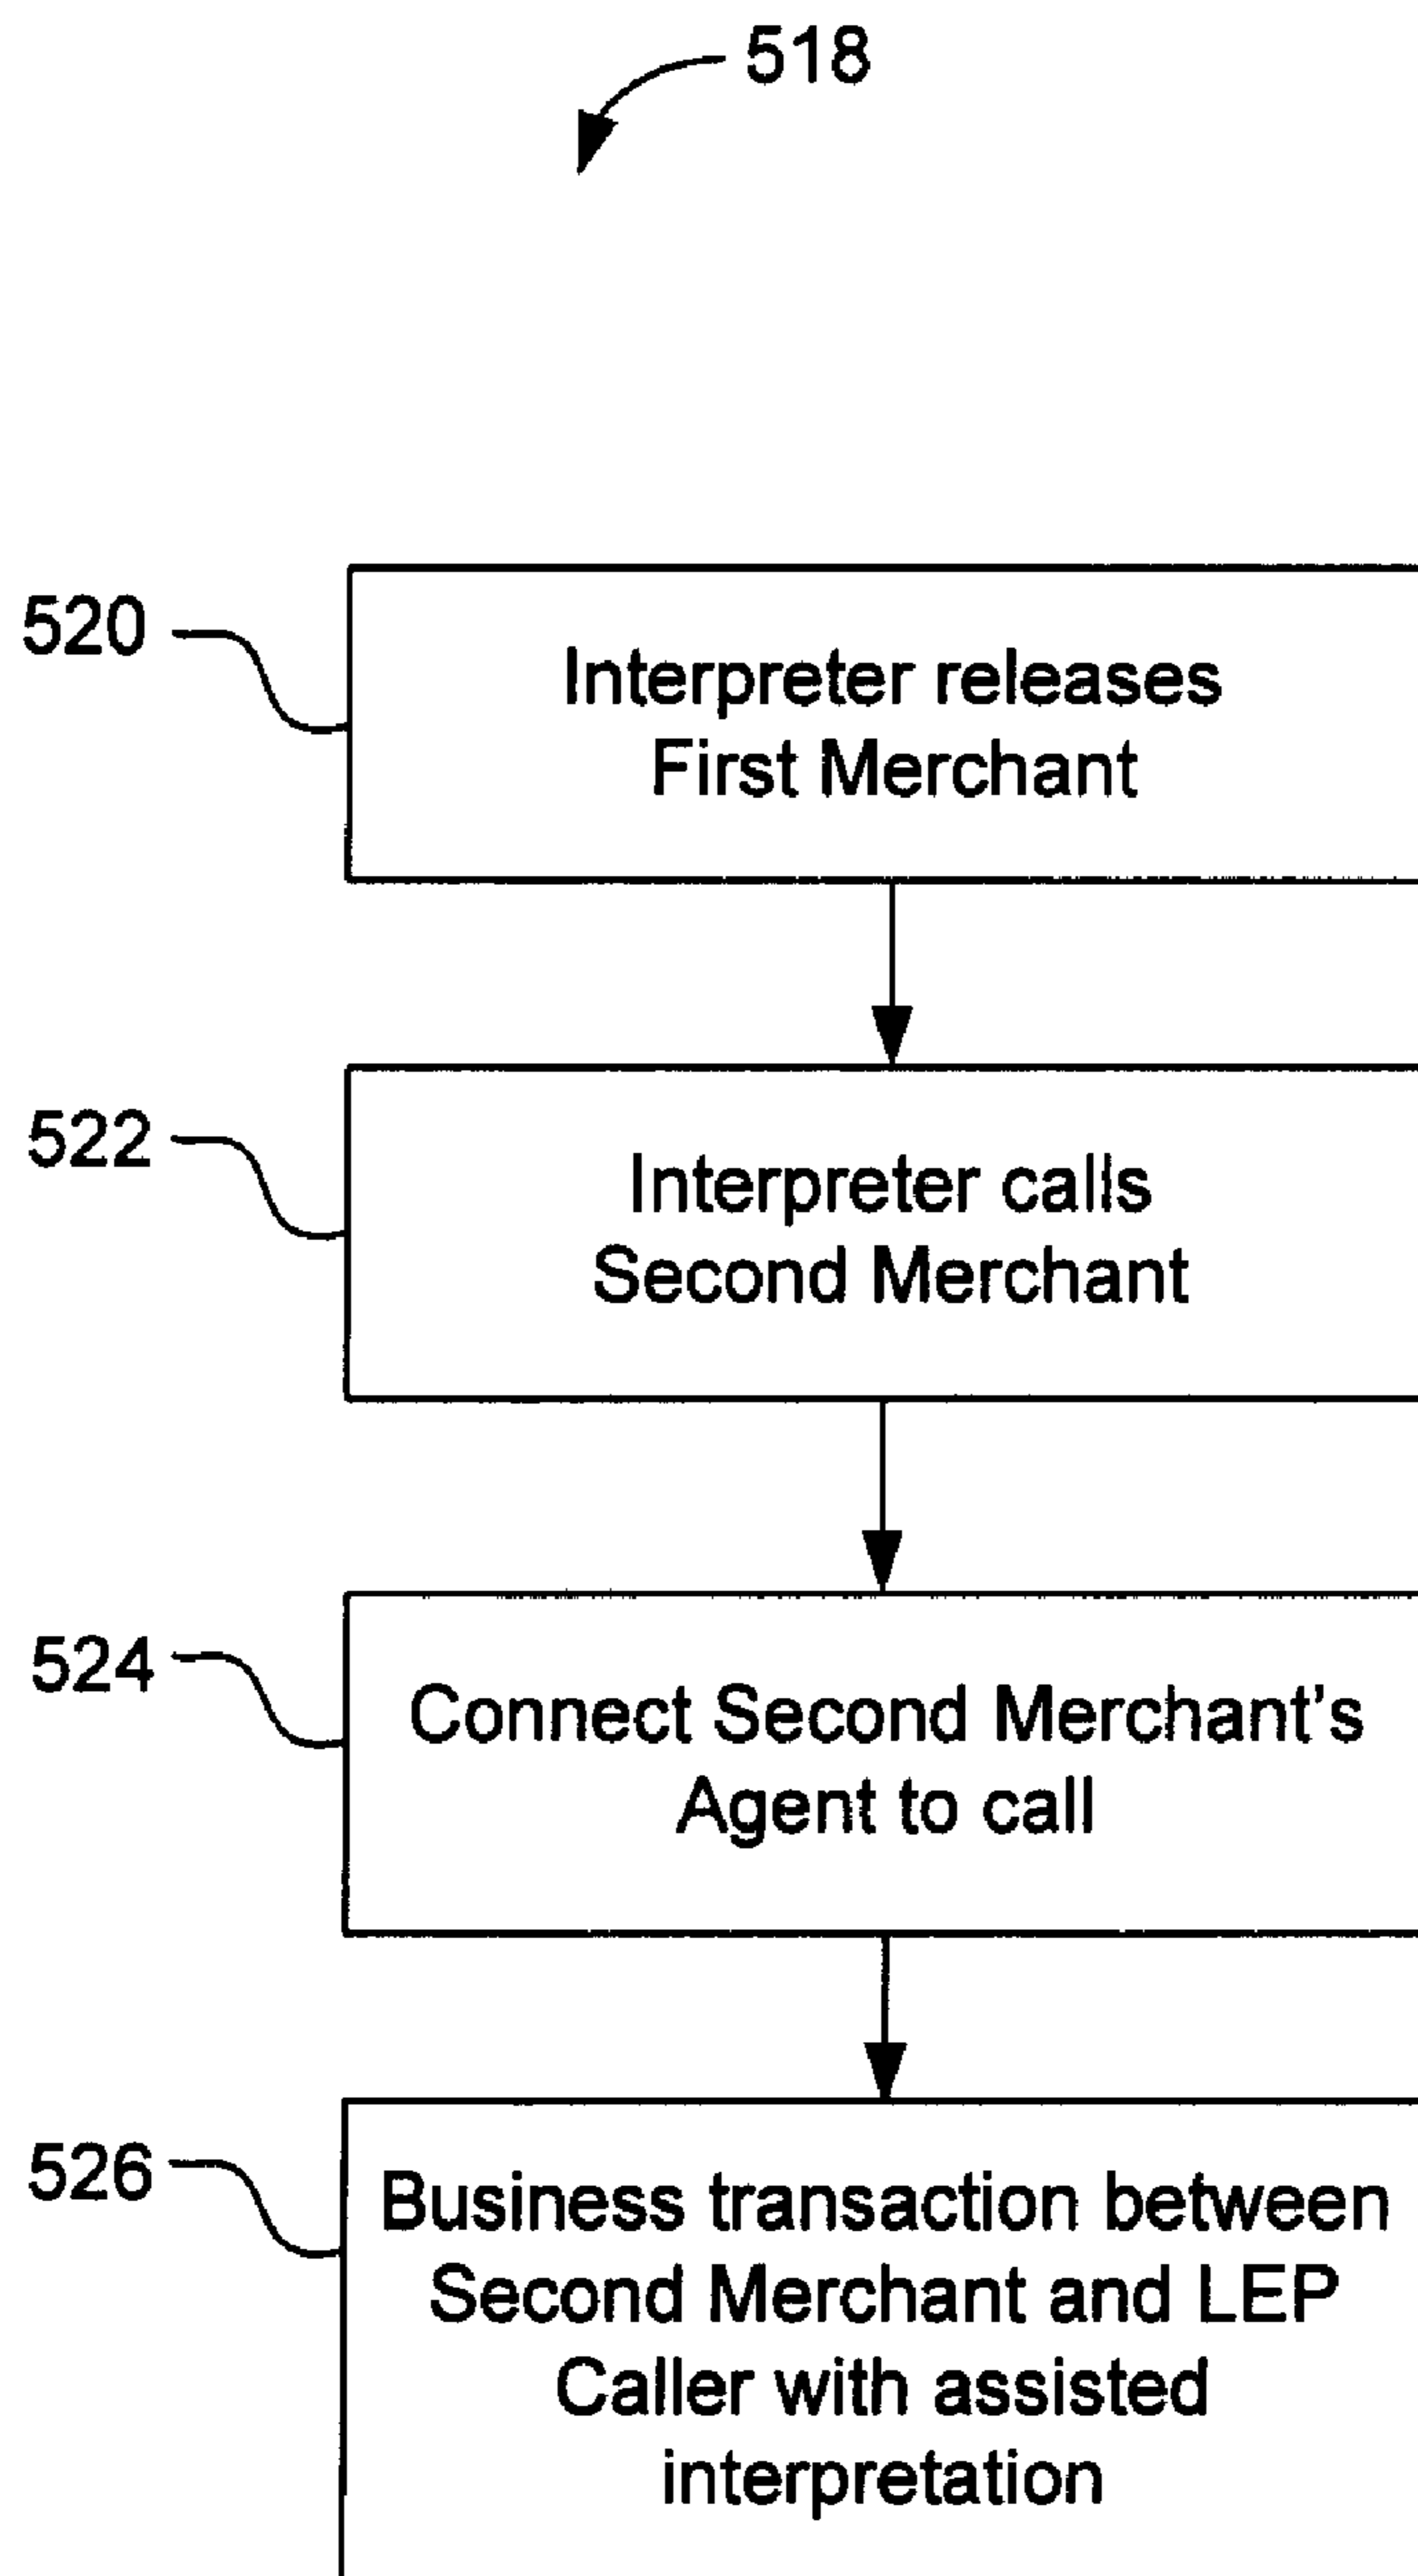 518
520
Interpreter releases
First Merchant
522
Interpreter calls
Second Merchant
524
Connect Second Merchant's
Agent to call
526
Business transaction between
Second Merchant and LEP
Caller with assisted
interpretation